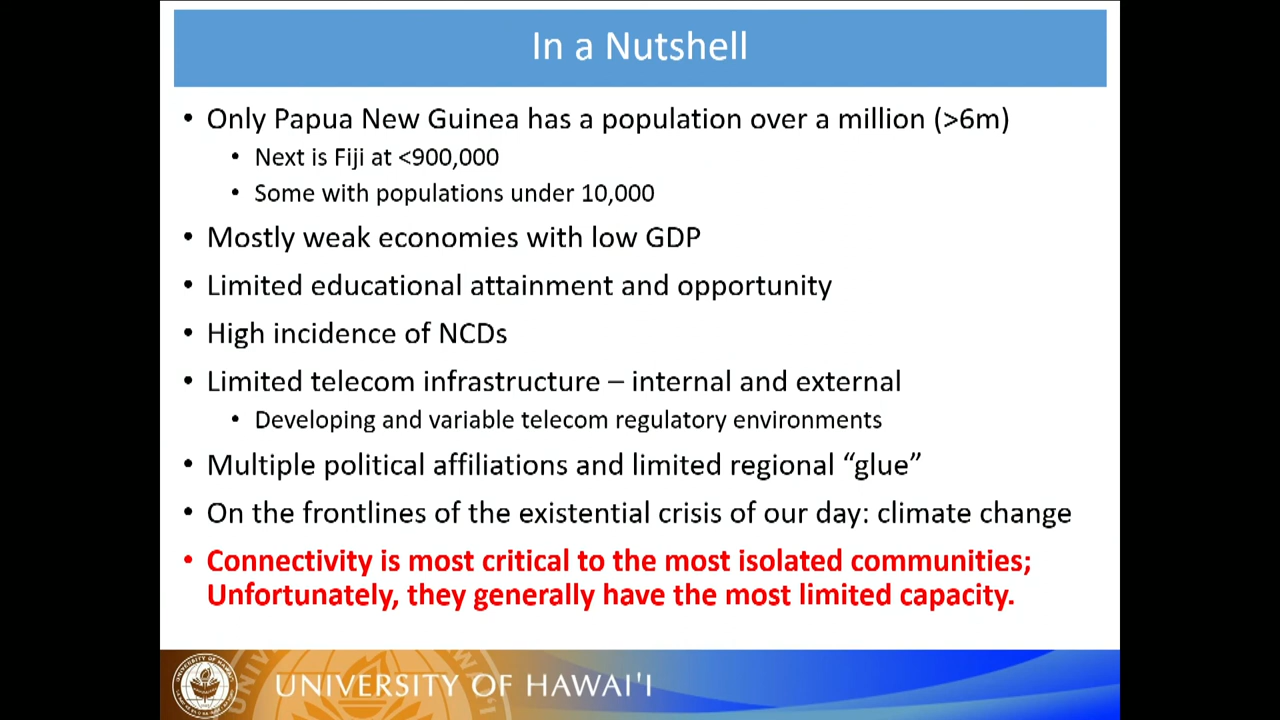 In a Nutshell
• Only Papua New Guinea has a population over a million (>6m)
• Next is Fiji at <900,000
• Some with populations under 10,000
• Mostly weak economies with low GDP
• Limited educational attainment and opportunity
• High incidence of NCDs
• Limited telecom infrastructure – internal and external
• Developing and variable telecom regulatory environments
• Multiple political affiliations and limited regional “glue”
• On the frontlines of the existential crisis of our day: climate change
• Connectivity is most critical to the most isolated communities;
Unfortunately, they generally have the most limited capacity.
UNIVERSITY OF HAWAI'I